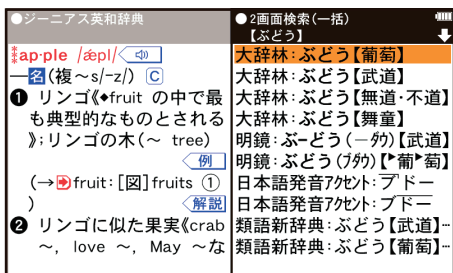 ●ジーニアス英和辞典
⁑ap·ple /ǽpl/
―名(複~s/-z/) C
❶ リンゴ《◆fruit の中で最
も典型的なものとされる
》;リンゴの木(~ tree)
例
(→fruit:[図]fruits ①
)
解説
❷ リンゴに似た果実《crab
~, love ~, May ~な
●2画面検索(一括)
【ぶどう】
大辞林:ぶどう【葡萄】
大辞林:ぶどう【武道】
大辞林:ぶどう【無道·不道】
大辞林:ぶどう【舞童】
明鏡:ぶーどう(―ダウ)【武道】
明鏡:ぶどう(ブダウ)【▶葡▶萄】
日本語発音アクセント:ブドー
日本語発音アクセント:ブドー
類語新辞典:ぶどう【武道】…
類語新辞典:ぶどう【葡萄】…